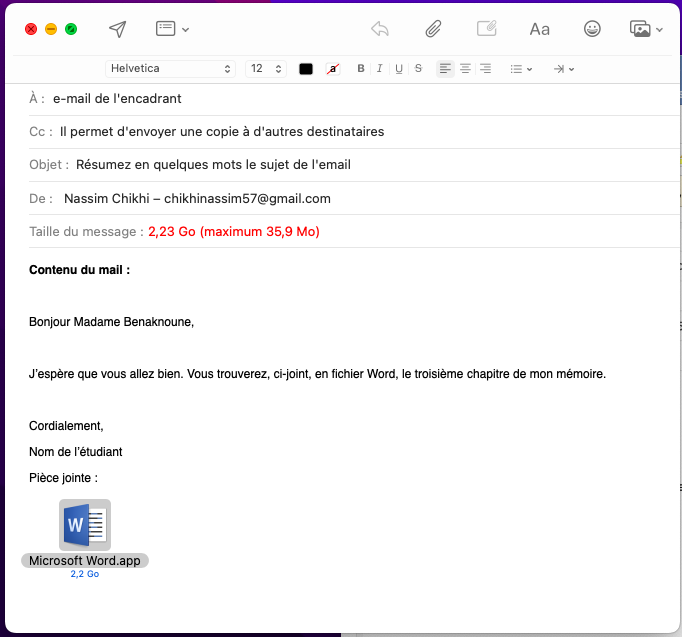 Aa
Helvetica 12 a B I U S
À : e-mail de l'encadrant
Cc : Il permet d'envoyer une copie à d'autres destinataires
Objet : Résumez en quelques mots le sujet de l'email
De : Nassim Chikhi – chikhinassim57@gmail.com
Taille du message : 2,23 Go (maximum 35,9 Mo)
Contenu du mail :
Bonjour Madame Benaknoune,
J'espère que vous allez bien. Vous trouverez, ci-joint, en fichier Word, le troisième chapitre de mon mémoire.
Cordialement,
Nom de l'étudiant
Pièce jointe :
W
Microsoft Word.app
2,2 Go